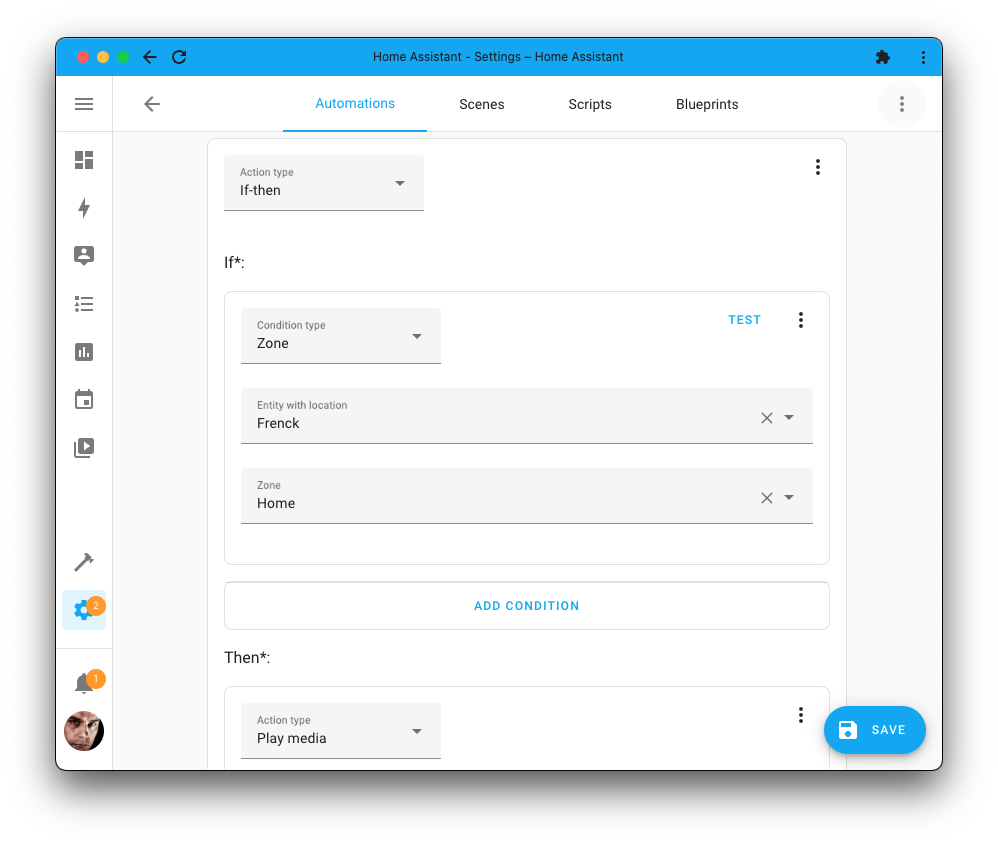 Home Assistant - Settings – Home Assistant
Automations
Scenes
Scripts
Blueprints
Action type
If-then
If*:
Condition type
Zone
TEST
Entity with location
Frenck
Zone
Home
ADD CONDITION
2
Then*:
1
Action type
Play media
SAVE